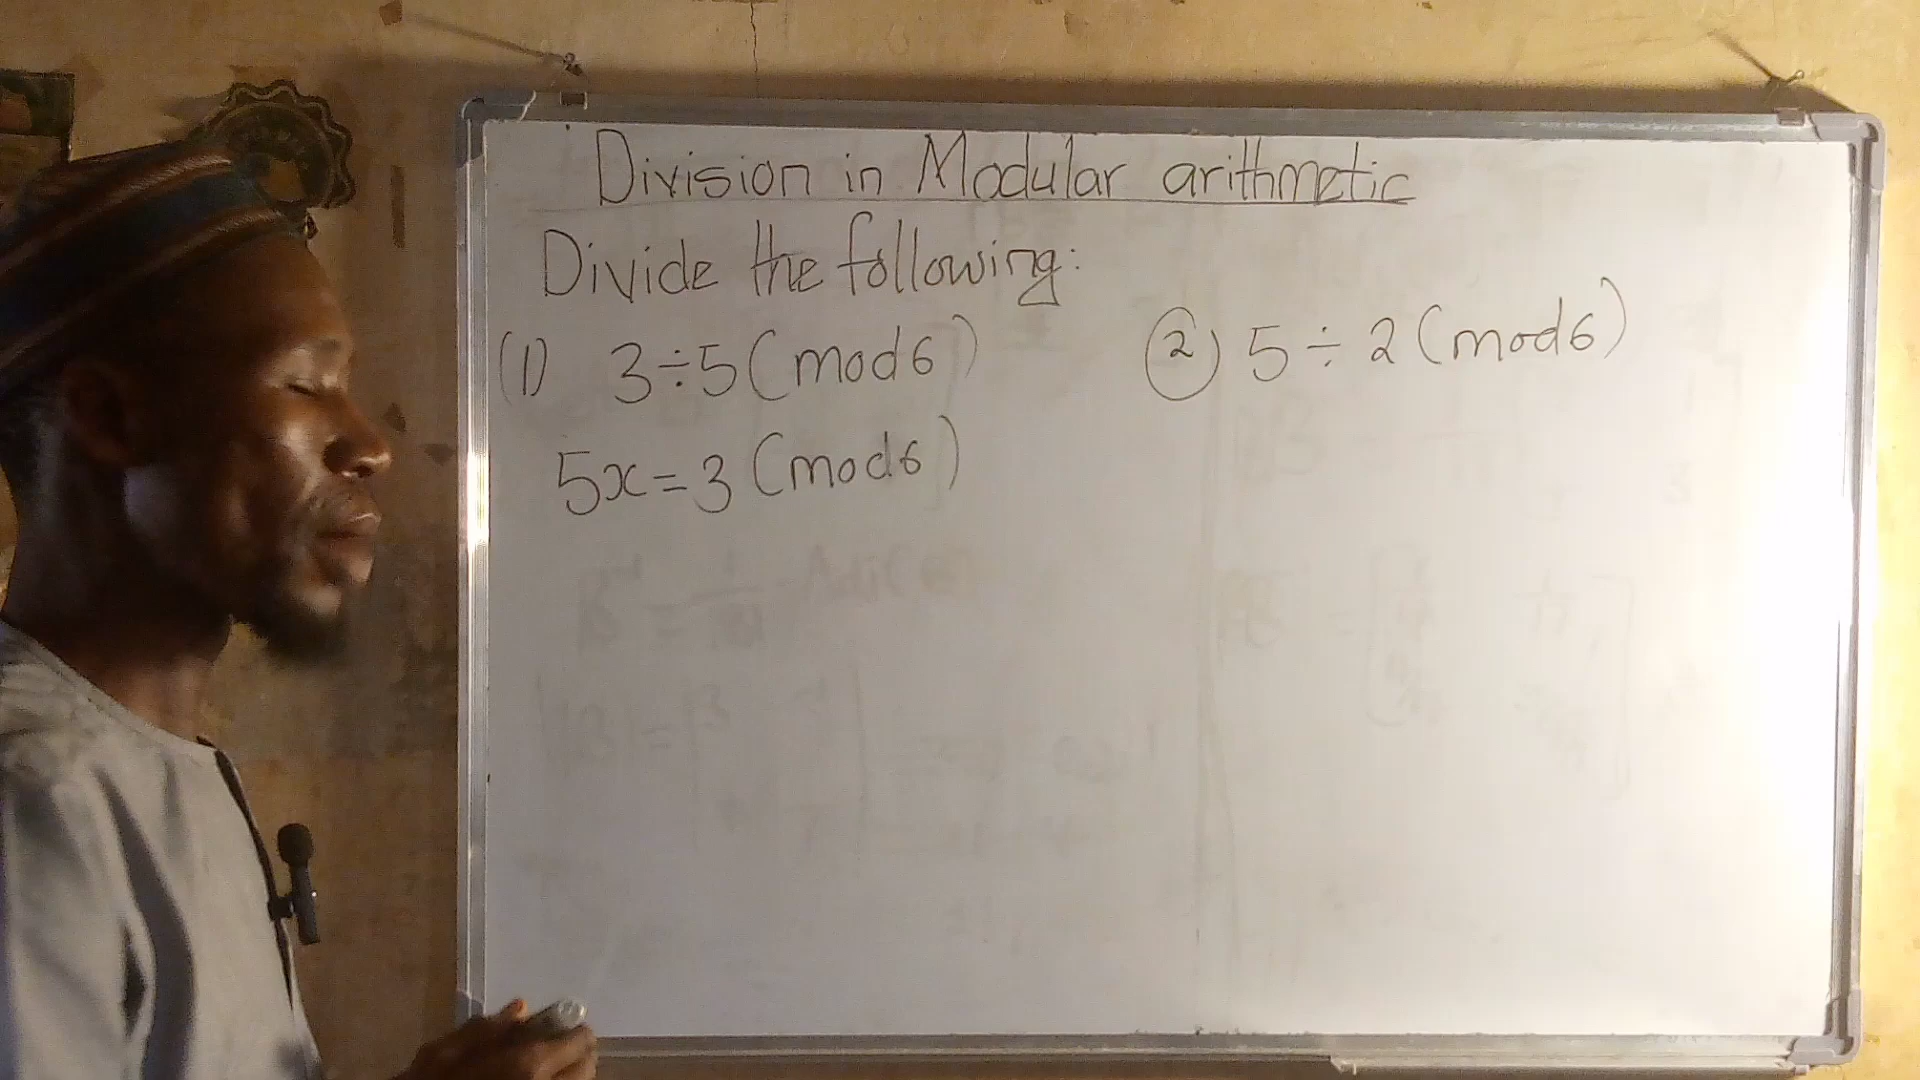 Division in Modular arithmetic
Divide the following:
(1) 3÷5(mod6)
② 5÷2(mod6)
5x=3(mod6)